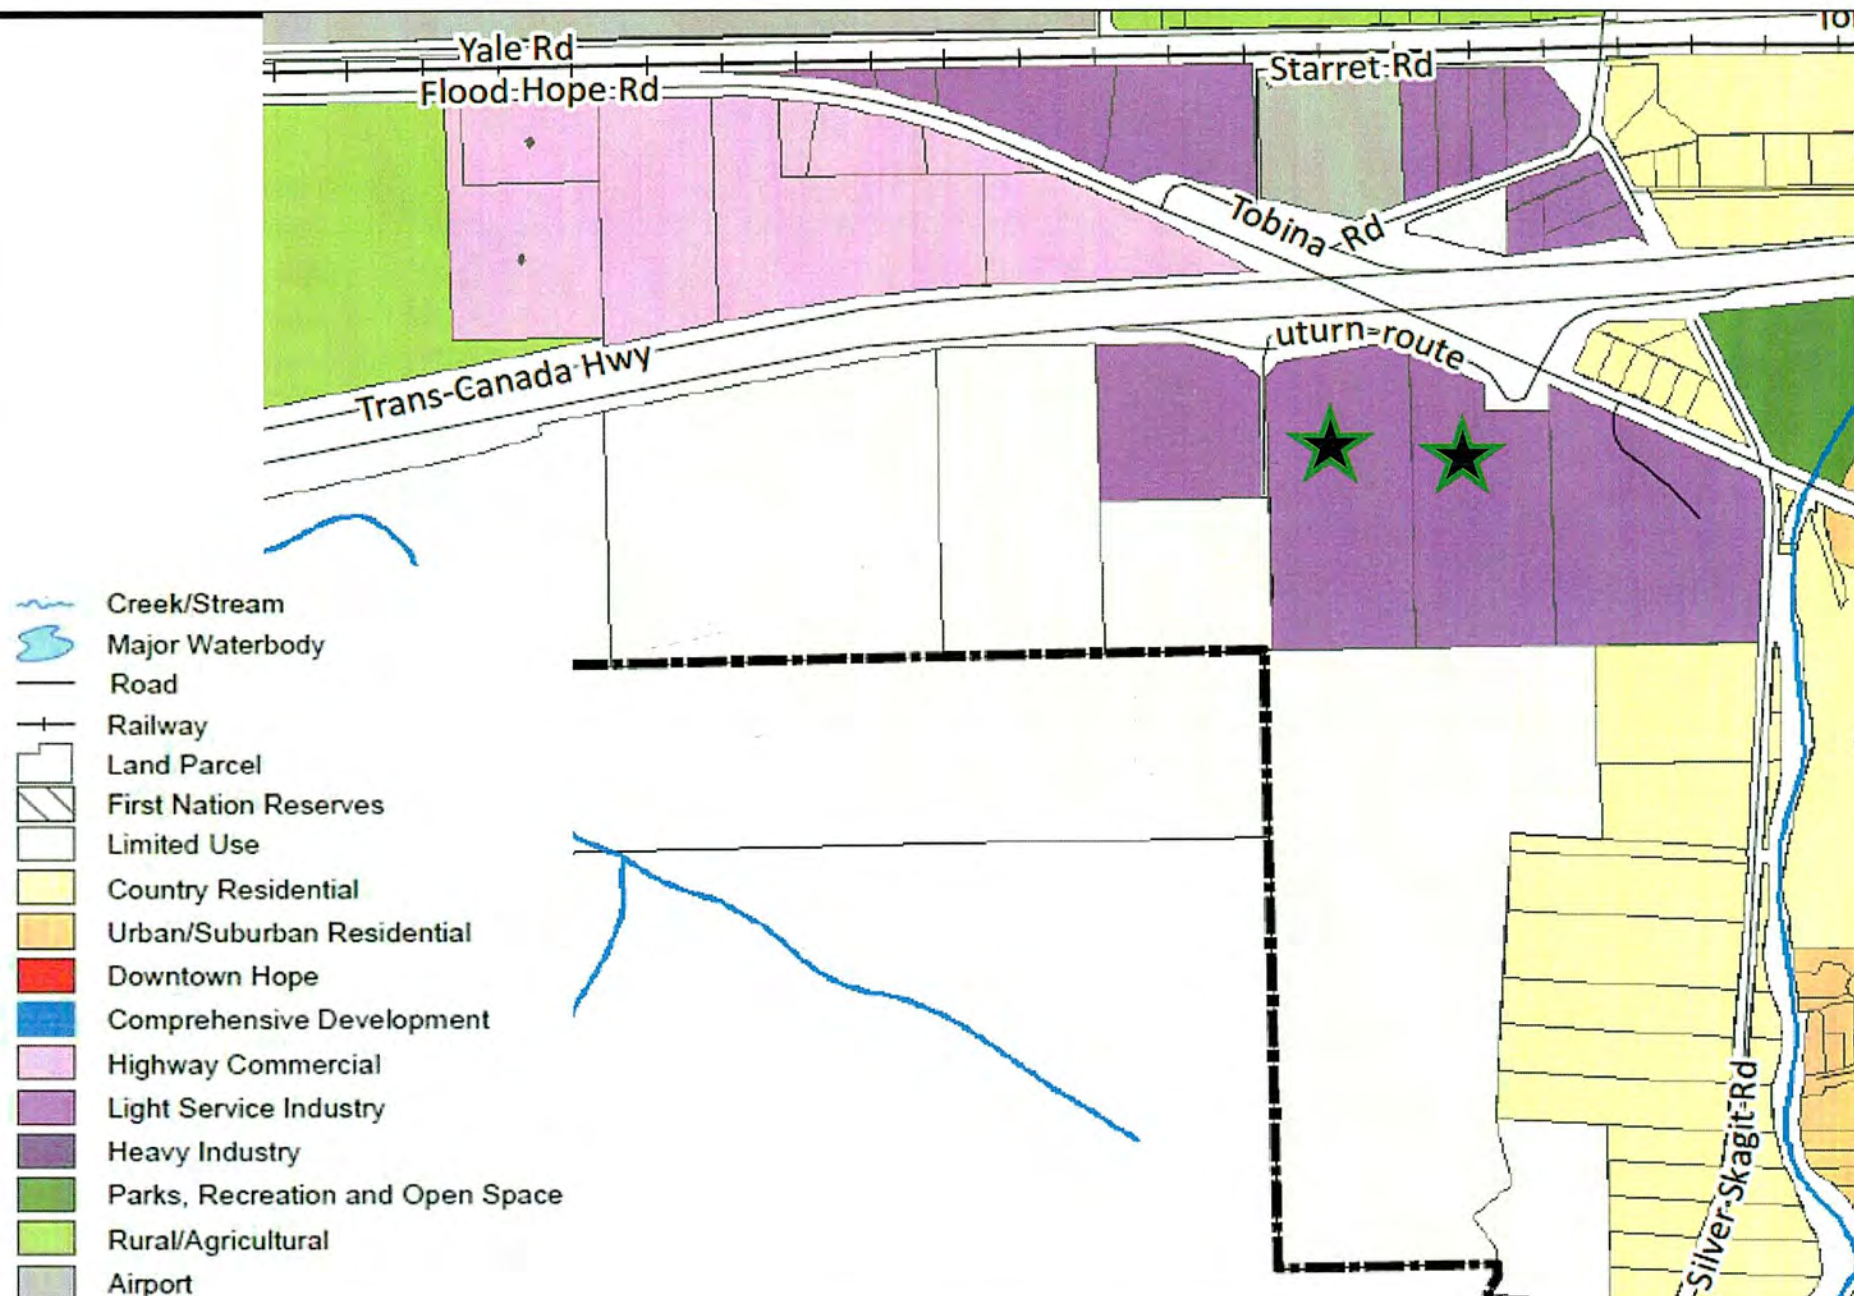 Yale Rd
Flood-Hope Rd
Starret Rd
Tobina Rd
uturn-route
Trans-Canada Hwy
Silver-Skagit Rd
Creek/Stream
Major Waterbody
Road
Railway
Land Parcel
First Nation Reserves
Limited Use
Country Residential
Urban/Suburban Residential
Downtown Hope
Comprehensive Development
Highway Commercial
Light Service Industry
Heavy Industry
Parks, Recreation and Open Space
Rural/Agricultural
Airport